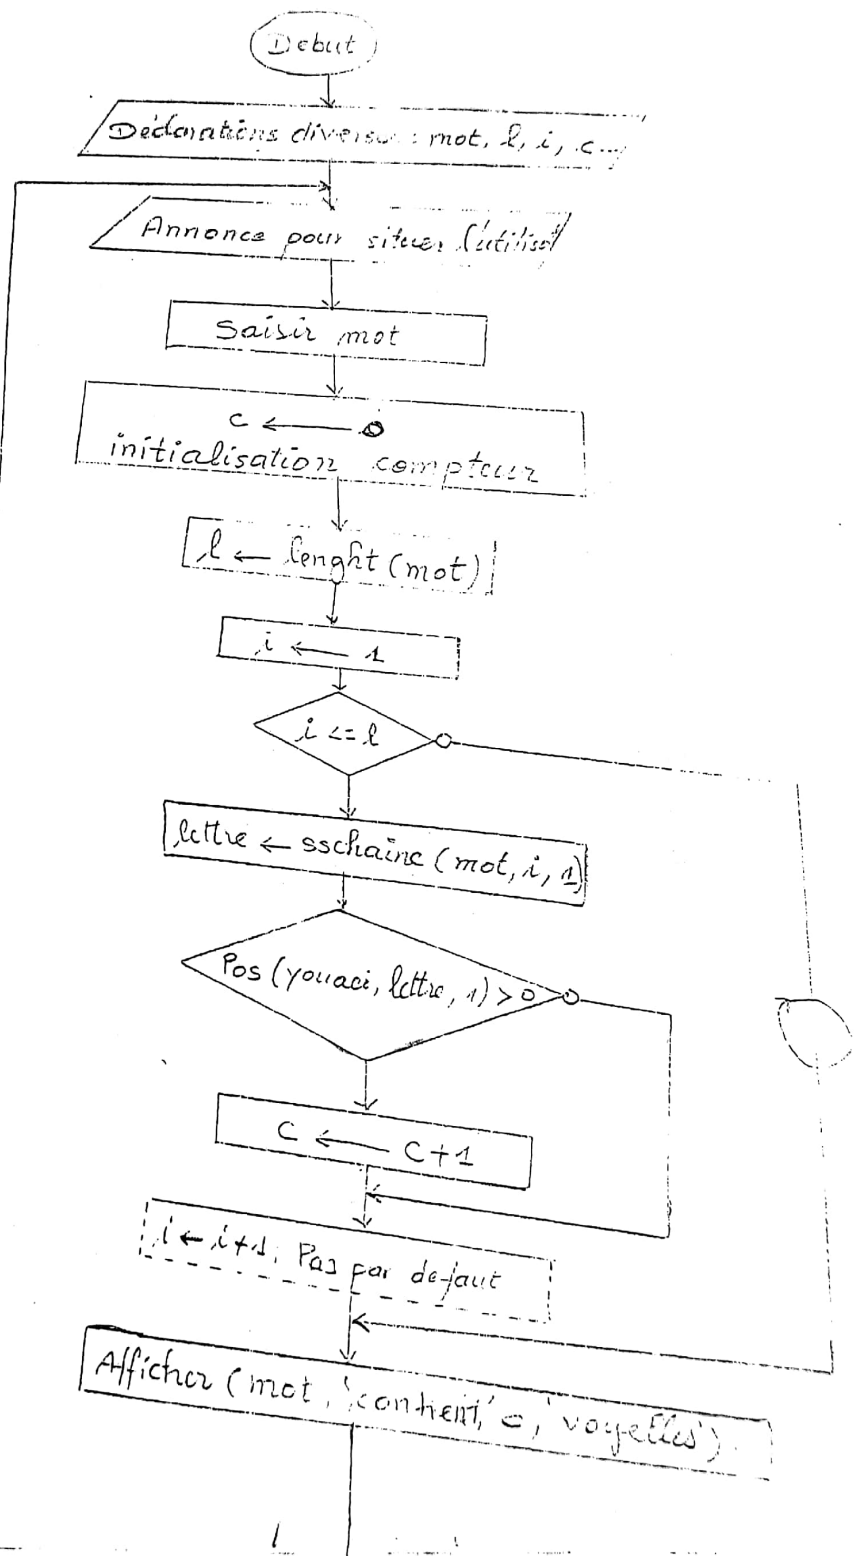 Début
Déclarations diverses : mot, l, i, c...
Annonce pour situer l'utilisat
Saisir mot
c ← 0
initialisation compteur
l ← lenght (mot)
i ← 1
i <= l
lettre ← sschaine (mot, i, 1)
Pos (youaei, lettre, 1) > 0
C ← C+1
i ← i+1. Pas par defaut
Afficher (mot, 'contient', c, 'voyelles').